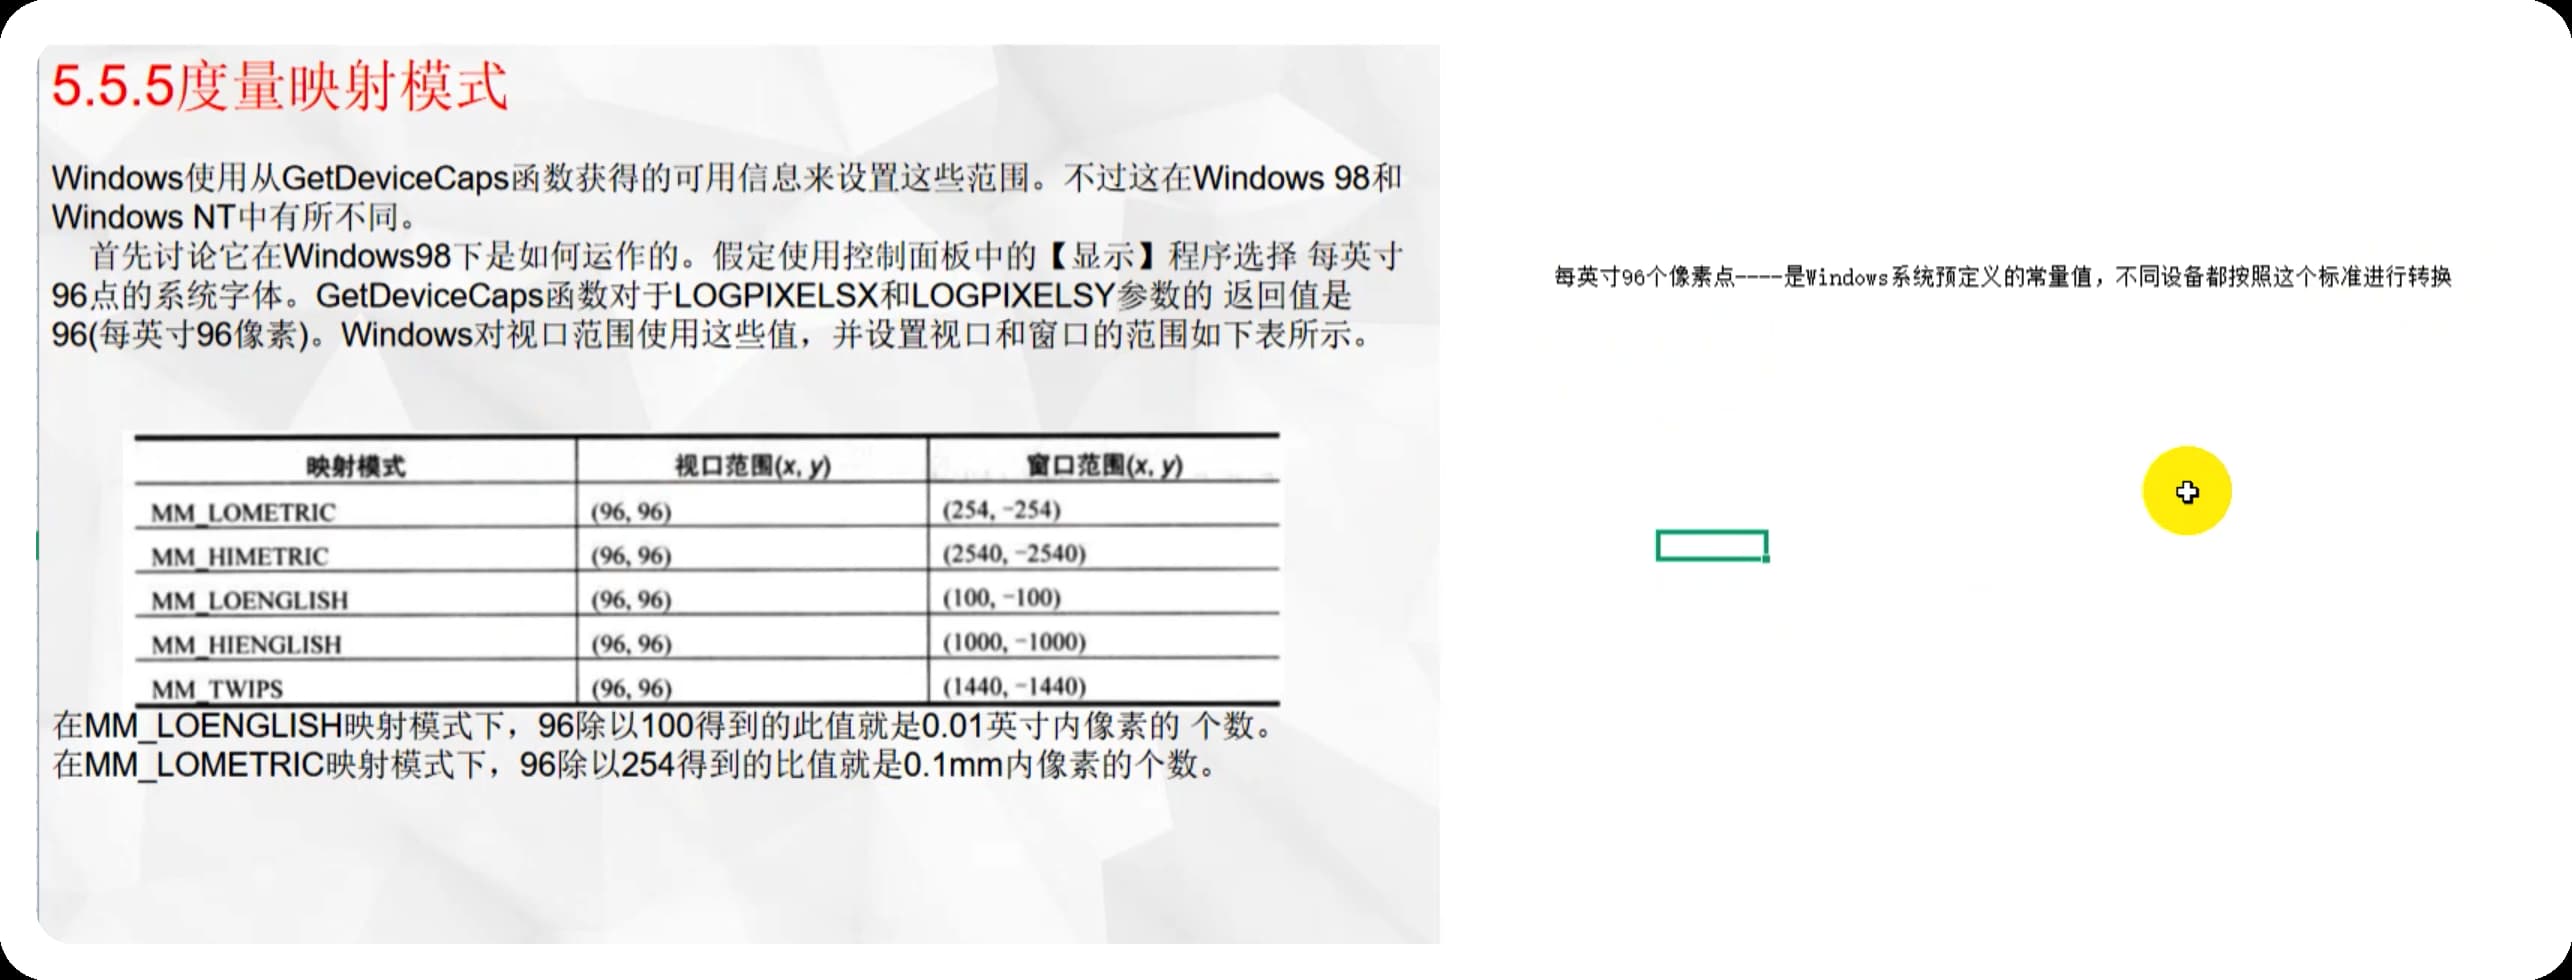 5.5.5度量映射模式
Windows使用从GetDeviceCaps函数获得的可用信息来设置这些范围。不过这在Windows 98和
Windows NT中有所不同。
首先讨论它在Windows98下是如何运作的。假定使用控制面板中的【显示】程序选择 每英寸
96点的系统字体。GetDeviceCaps函数对于LOGPIXELSX和LOGPIXELSY参数的 返回值是
96(每英寸96像素)。Windows对视口范围使用这些值，并设置视口和窗口的范围如下表所示。
映射模式 视口范围(x, y) 窗口范围(x, y)
MM_LOMETRIC (96, 96) (254, -254)
MM_HIMETRIC (96, 96) (2540, -2540)
MM_LOENGLISH (96, 96) (100, -100)
MM_HIENGLISH (96, 96) (1000, -1000)
MM_TWIPS (96, 96) (1440, -1440)
在MM_LOENGLISH映射模式下，96除以100得到的此值就是0.01英寸内像素的 个数。
在MM_LOMETRIC映射模式下，96除以254得到的比值就是0.1mm内像素的个数。
每英寸96个像素点----是Windows系统预定义的常量值，不同设备都按照这个标准进行转换